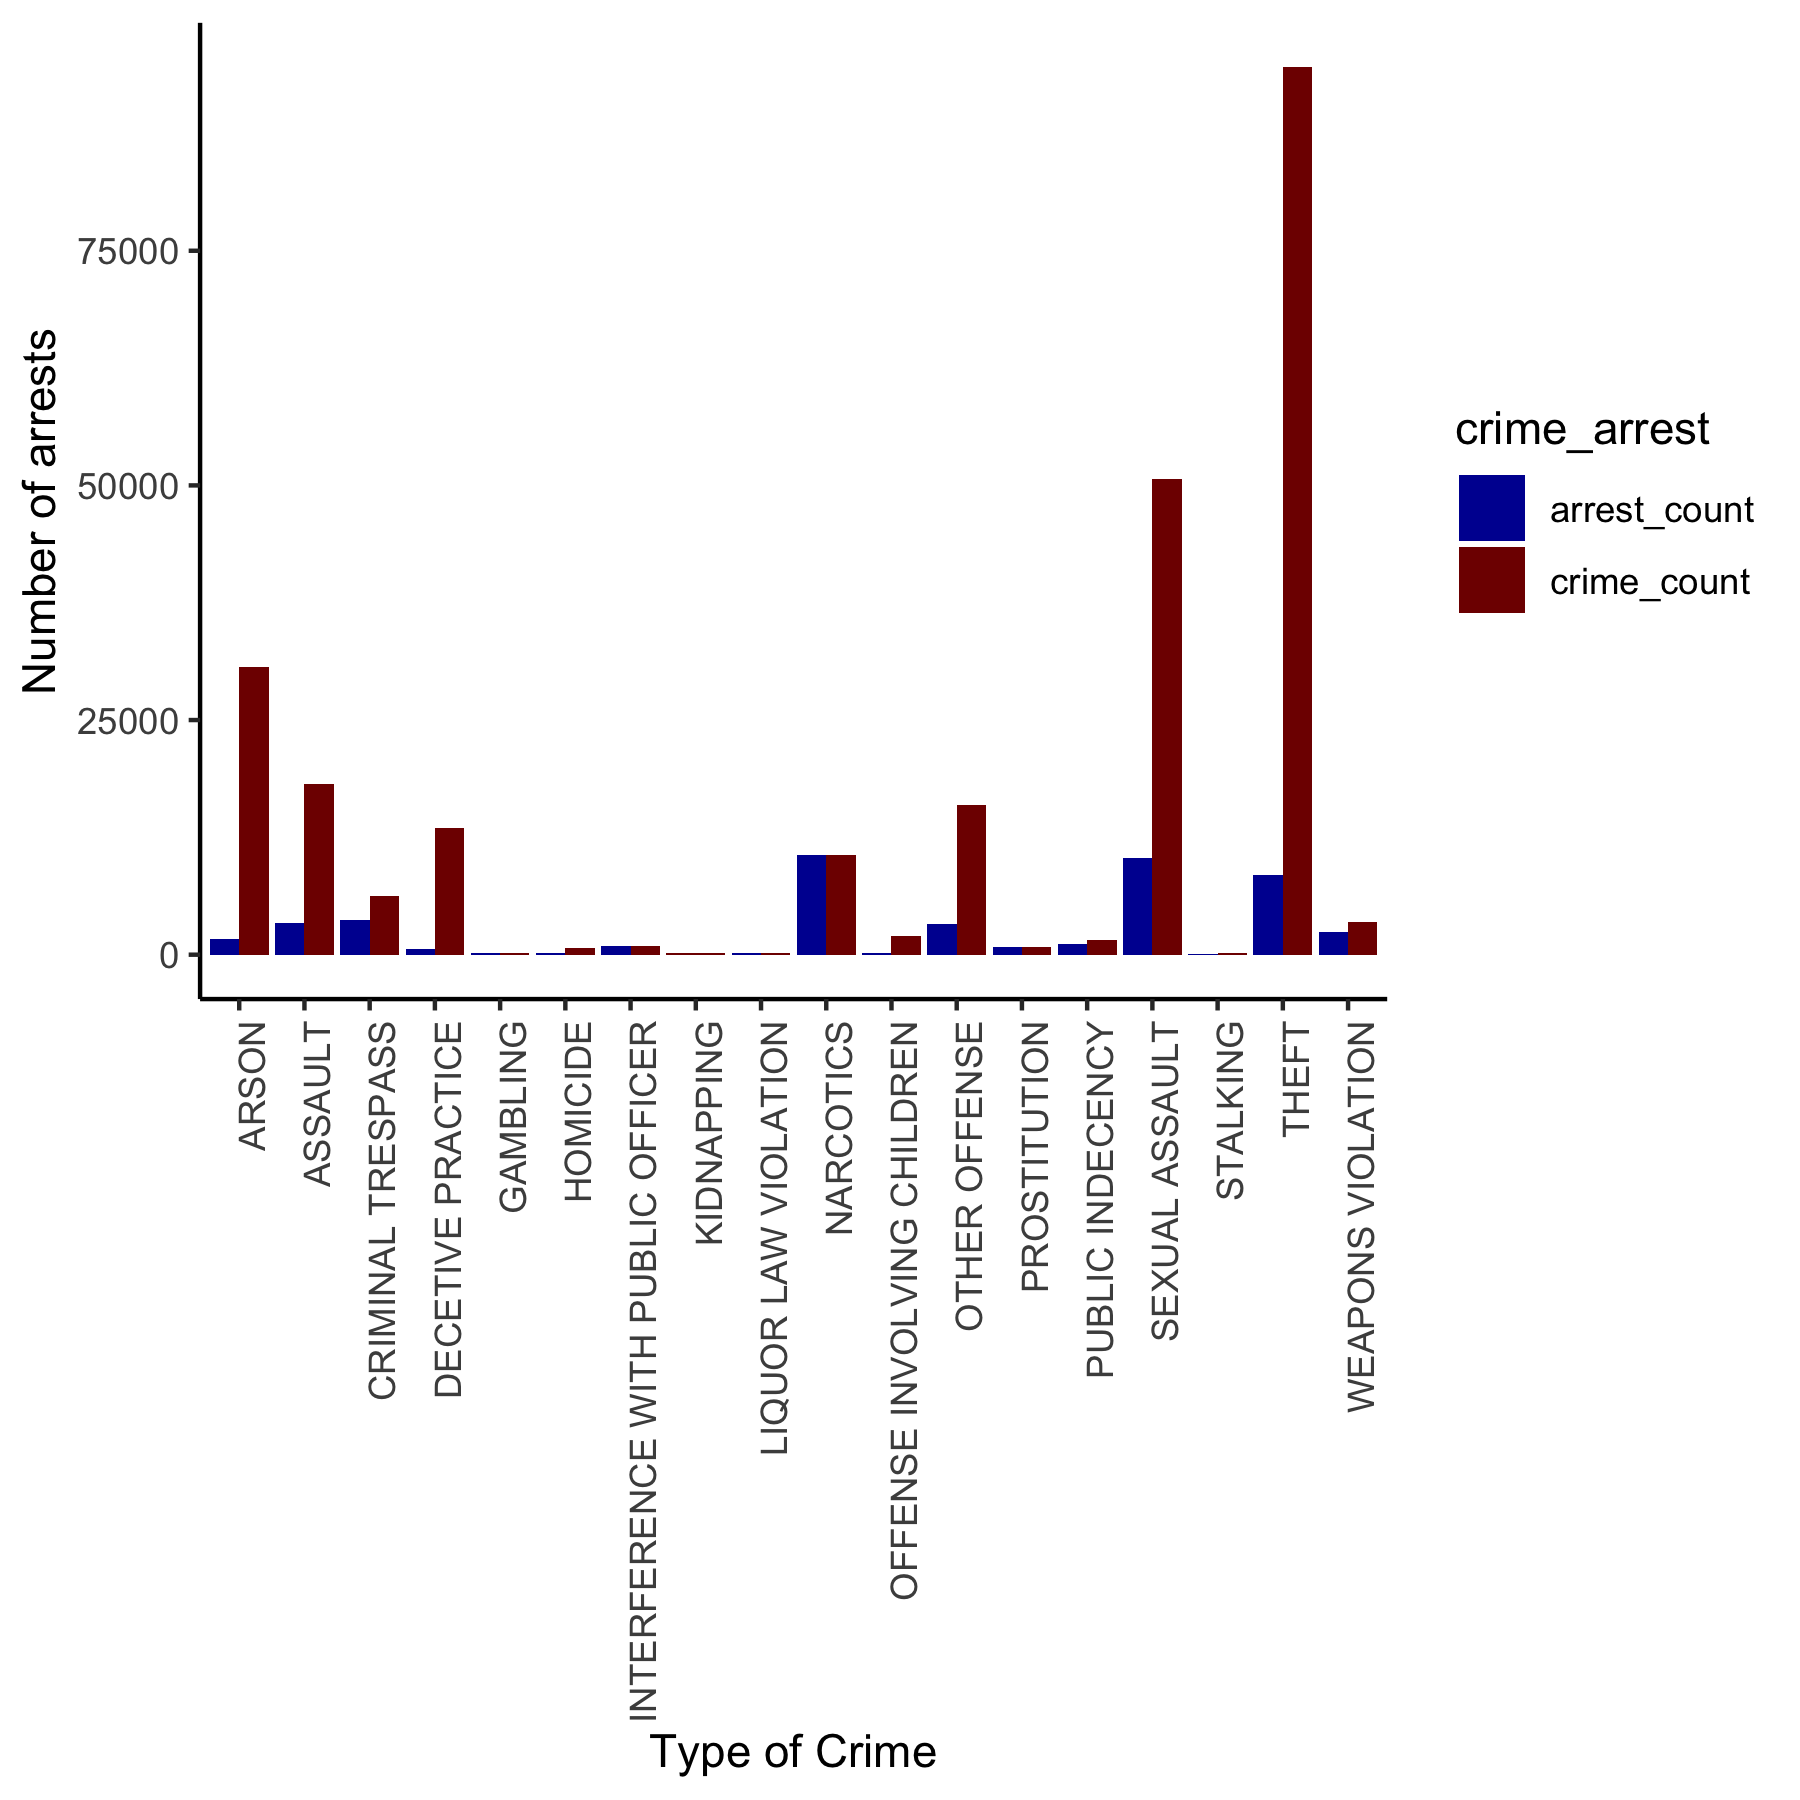 Number of arrests
75000
50000
25000
0
ARSON
ASSAULT
CRIMINAL TRESPASS
DECETIVE PRACTICE
GAMBLING
HOMICIDE
INTERFERENCE WITH PUBLIC OFFICER
KIDNAPPING
LIQUOR LAW VIOLATION
NARCOTICS
OFFENSE INVOLVING CHILDREN
OTHER OFFENSE
PROSTITUTION
PUBLIC INDECENCY
SEXUAL ASSAULT
STALKING
THEFT
WEAPONS VIOLATION
Type of Crime
crime_arrest
arrest_count
crime_count